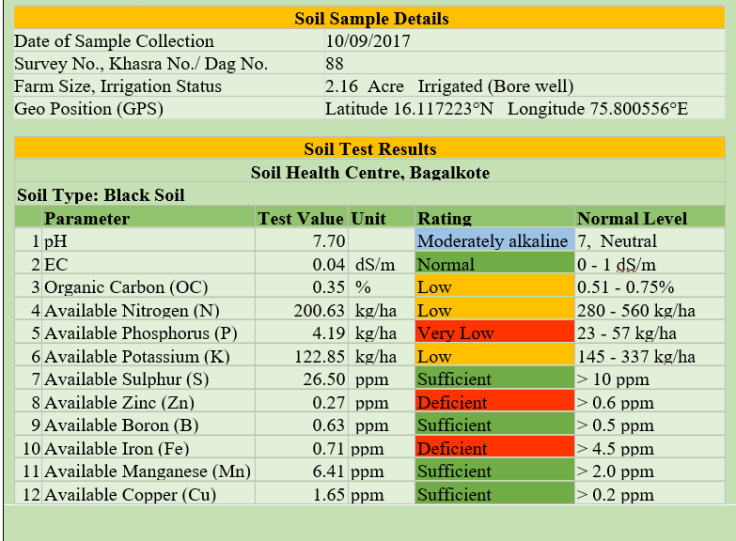 Soil Sample Details
Date of Sample Collection 10/09/2017
Survey No., Khasra No./ Dag No. 88
Farm Size, Irrigation Status 2.16 Acre Irrigated (Bore well)
Geo Position (GPS) Latitude 16.117223°N Longitude 75.800556°E
Soil Test Results
Soil Health Centre, Bagalkote
Soil Type: Black Soil
Parameter Test Value Unit Rating Normal Level
1 pH 7.70 Moderately alkaline 7, Neutral
2 EC 0.04 dS/m Normal 0 - 1 dS/m
3 Organic Carbon (OC) 0.35 % Low 0.51 - 0.75%
4 Available Nitrogen (N) 200.63 kg/ha Low 280 - 560 kg/ha
5 Available Phosphorus (P) 4.19 kg/ha Very Low 23 - 57 kg/ha
6 Available Potassium (K) 122.85 kg/ha Low 145 - 337 kg/ha
7 Available Sulphur (S) 26.50 ppm Sufficient > 10 ppm
8 Available Zinc (Zn) 0.27 ppm Deficient > 0.6 ppm
9 Available Boron (B) 0.63 ppm Sufficient > 0.5 ppm
10 Available Iron (Fe) 0.71 ppm Deficient > 4.5 ppm
11 Available Manganese (Mn) 6.41 ppm Sufficient > 2.0 ppm
12 Available Copper (Cu) 1.65 ppm Sufficient > 0.2 ppm